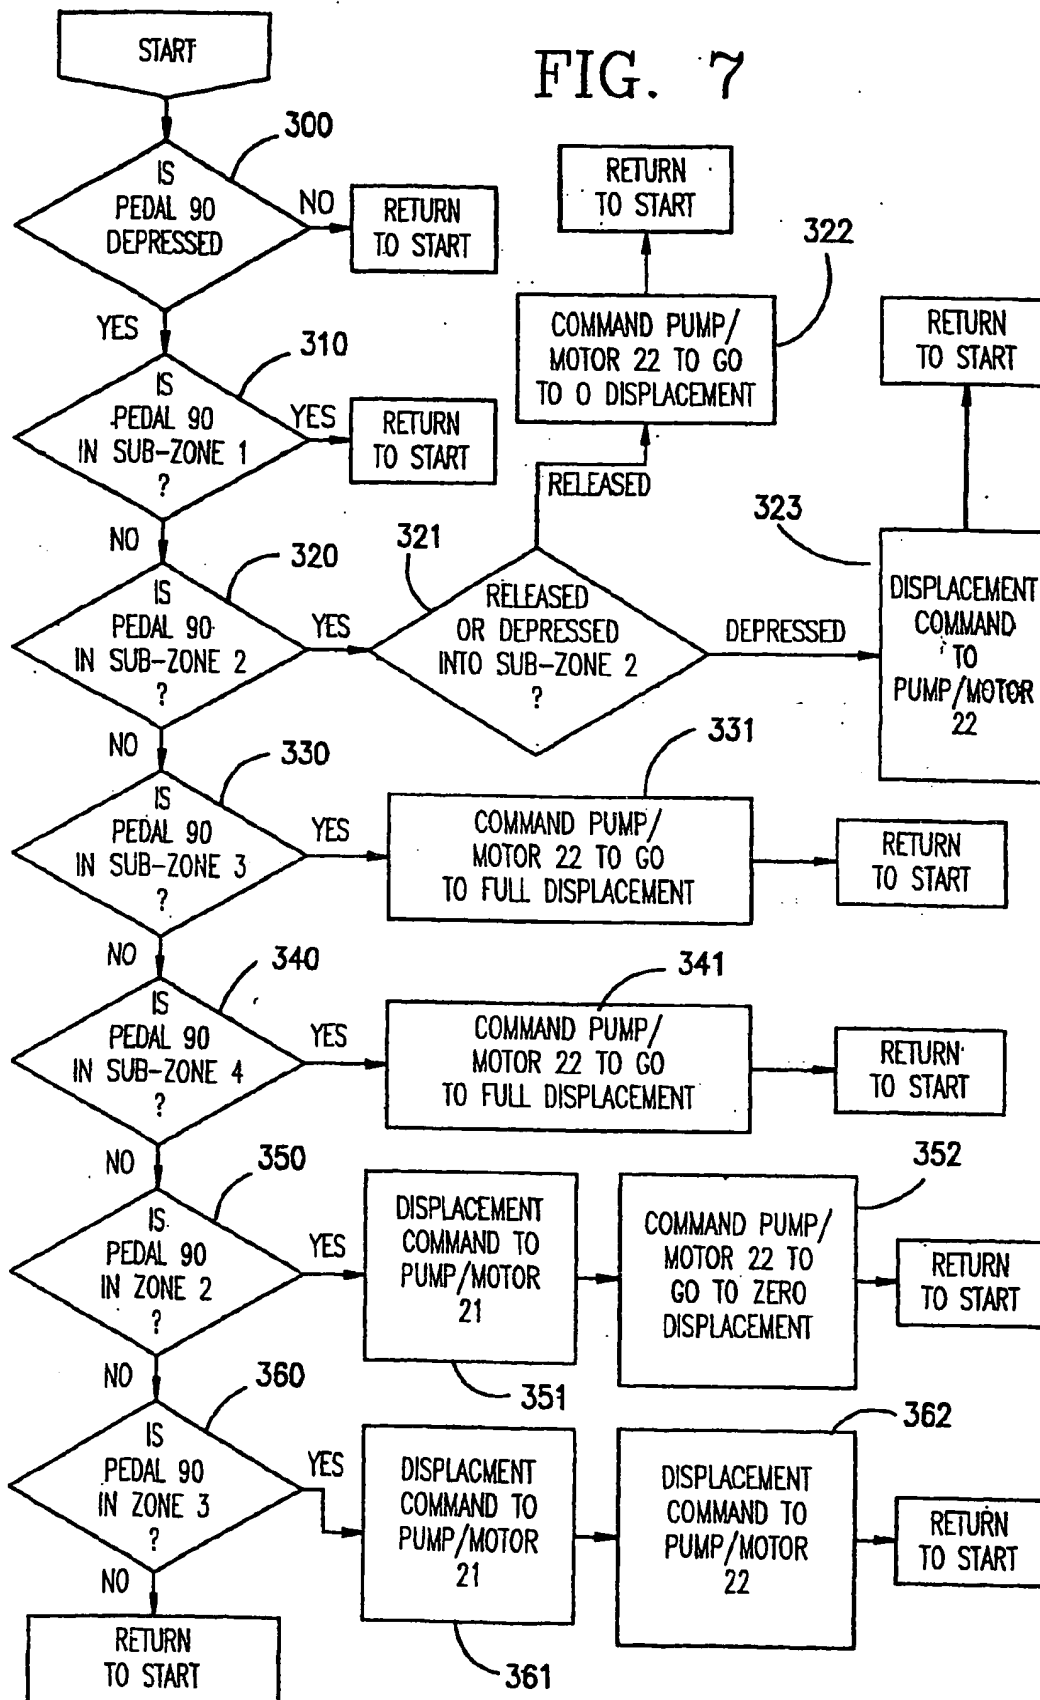 START
FIG. 7
300
IS
PEDAL 90
DEPRESSED
NO
RETURN
TO START
YES
310
IS
PEDAL 90
IN SUB-ZONE 1
?
YES
RETURN
TO START
NO
320
IS
PEDAL 90
IN SUB-ZONE 2
?
YES
321
RELEASED
OR DEPRESSED
INTO SUB-ZONE 2
?
RELEASED
322
COMMAND PUMP/
MOTOR 22 TO GO
TO 0 DISPLACEMENT
RETURN
TO START
DEPRESSED
323
DISPLACEMENT
COMMAND
TO
PUMP/MOTOR
22
RETURN
TO START
NO
330
IS
PEDAL 90
IN SUB-ZONE 3
?
YES
331
COMMAND PUMP/
MOTOR 22 TO GO
TO FULL DISPLACEMENT
RETURN
TO START
NO
340
IS
PEDAL 90
IN SUB-ZONE 4
?
YES
341
COMMAND PUMP/
MOTOR 22 TO GO
TO FULL DISPLACEMENT
RETURN
TO START
NO
350
IS
PEDAL 90
IN ZONE 2
?
YES
DISPLACEMENT
COMMAND TO
PUMP/MOTOR
21
351
352
COMMAND PUMP/
MOTOR 22 TO
GO TO ZERO
DISPLACEMENT
RETURN
TO START
NO
360
IS
PEDAL 90
IN ZONE 3
?
YES
DISPLACMENT
COMMAND TO
PUMP/MOTOR
21
361
362
DISPLACEMENT
COMMAND TO
PUMP/MOTOR
22
RETURN
TO START
NO
RETURN
TO START